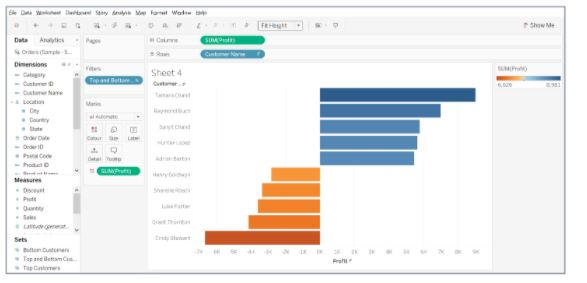 File Data Worksheet Dashboard Story Analysis Map Format Window Help
Fit Height
Show Me
Data Analytics
Orders (Sample - S...
Dimensions
Category
Customer ID
Customer Name
Location
City
Country
State
Order Date
Order ID
Postal Code
Product ID
Product Name
Measures
Discount
Profit
Quantity
Sales
Latitude (generat...
Sets
Bottom Customers
Top and Bottom Cus...
Top Customers
Pages
Filters
Top and Bottom..
Marks
Automatic
Colour Size Label
Detail Tooltip
SUM(Profit)
Columns SUM(Profit)
Rows Customer Name
Sheet 4
Customer ..
Tamara Chand
Raymond Buch
Sanjit Chand
Hunter Lopez
Adrian Barton
Henry Goldwyn
Sharelle Roach
Luke Foster
Grant Thornton
Cindy Stewart
-7K -6K -5K -4K -3K -2K -1K 0K 1K 2K 3K 4K 5K 6K 7K 8K 9K
Profit
SUM(Profit)
-6,626 8,981